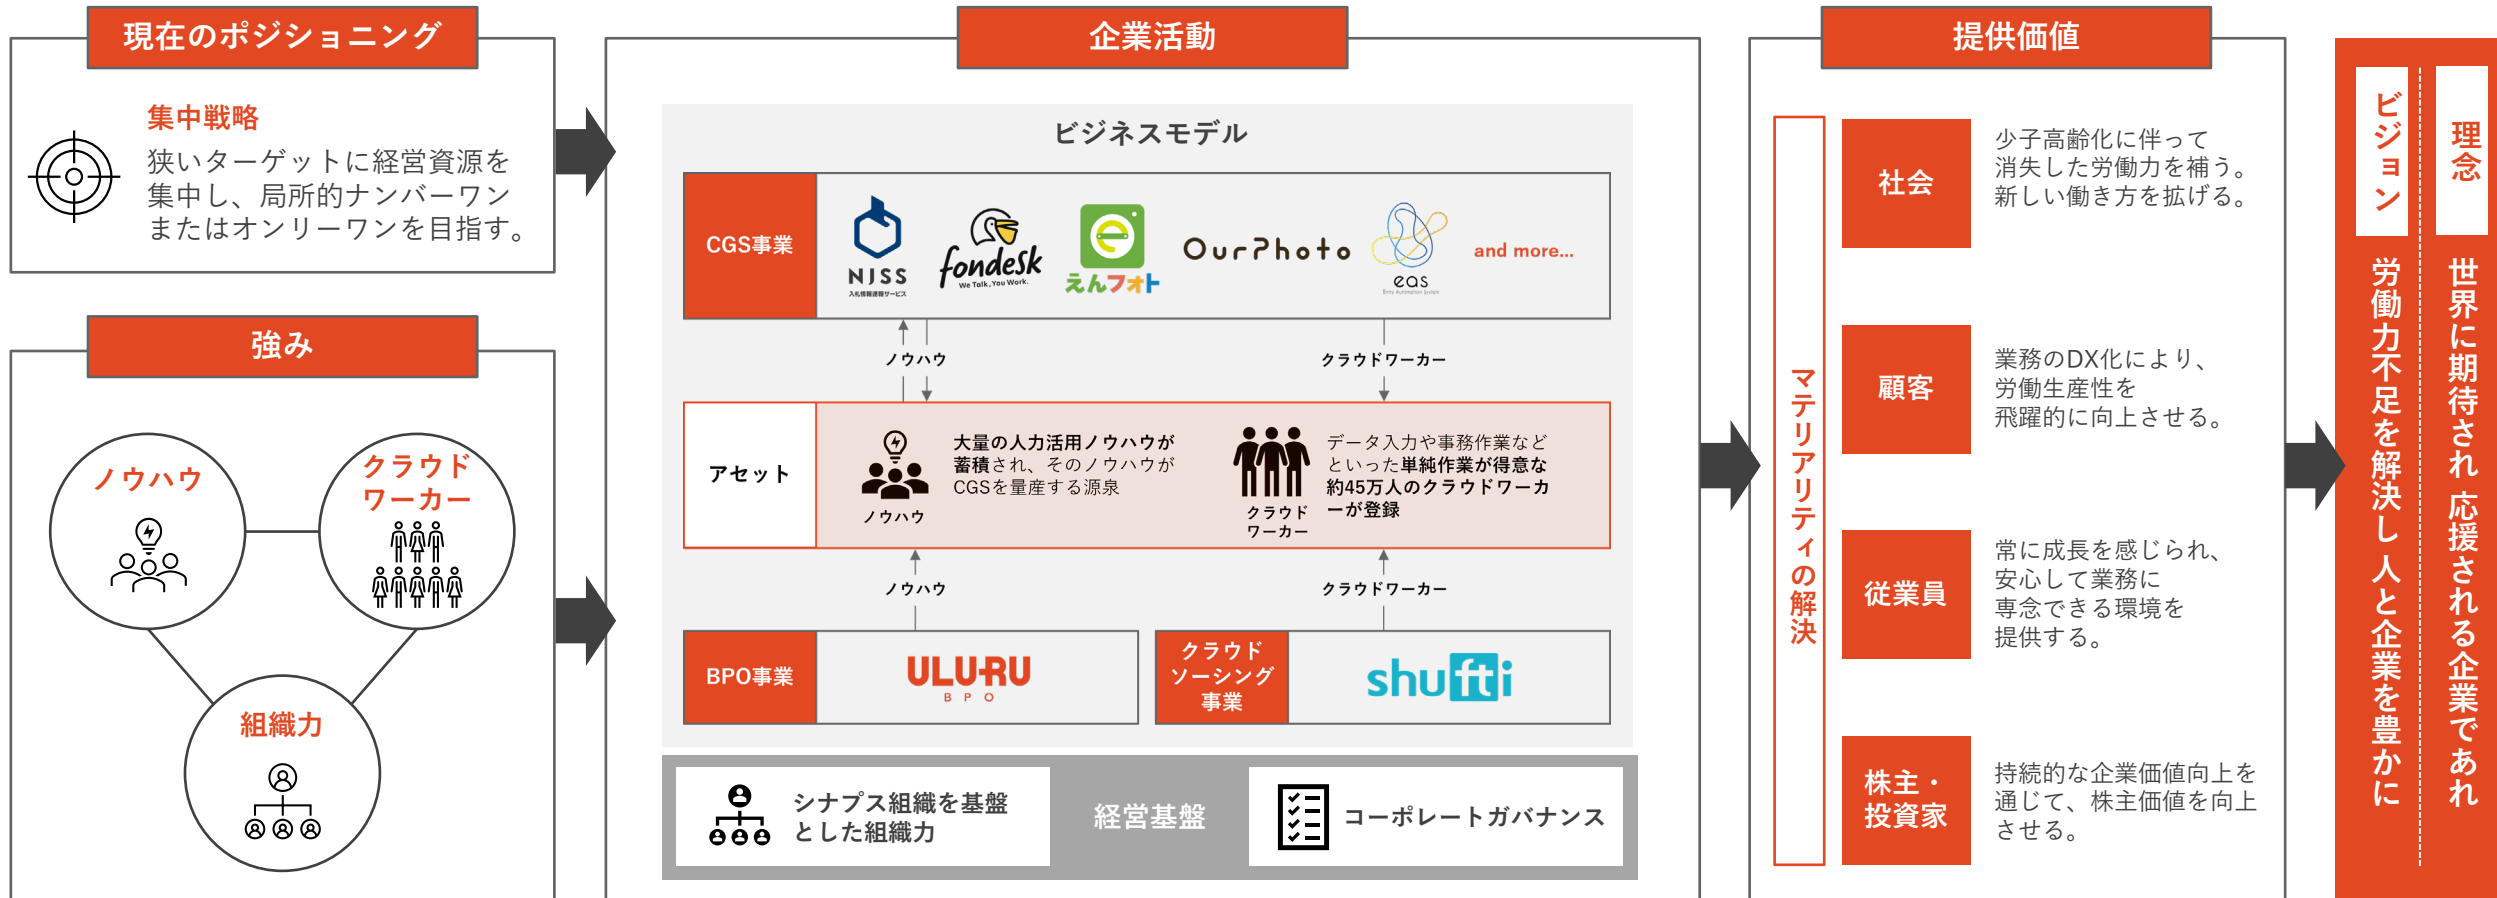 現在のポジショニング
集中戦略
狭いターゲットに経営資源を
集中し、局所的ナンバーワン
またはオンリーワンを目指す。
強み
ノウハウ
クラウド
ワーカー
組織力
企業活動
ビジネスモデル
CGS事業
NJSS
入札情報速報サービス
fondesk
We Talk, You Work.
えんフォト
OurPhoto
eas
Entry Automation System
and more...
ノウハウ
クラウドワーカー
アセット
ノウハウ
大量の人力活用ノウハウが
蓄積され、そのノウハウが
CGSを量産する源泉
クラウド
ワーカー
データ入力や事務作業など
といった単純作業が得意な
約45万人のクラウドワーカ
ーが登録
ノウハウ
クラウドワーカー
BPO事業
ULURU
BPO
クラウド
ソーシング
事業
shufti
シナプス組織を基盤
とした組織力
経営基盤
コーポレートガバナンス
提供価値
マテリアリティの解決
社会
少子高齢化に伴って
消失した労働力を補う。
新しい働き方を拡げる。
顧客
業務のDX化により、
労働生産性を
飛躍的に向上させる。
従業員
常に成長を感じられ、
安心して業務に
専念できる環境を
提供する。
株主・
投資家
持続的な企業価値向上を
通じて、株主価値を向上
させる。
理念
世界に期待され 応援される企業であれ
ビジョン
労働力不足を解決し 人と企業を豊かに